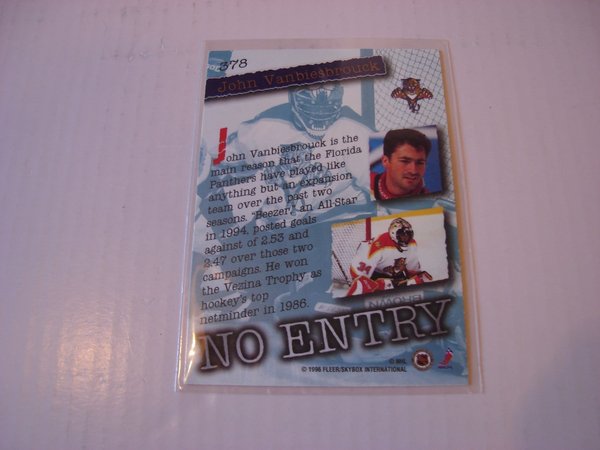 378
John Vanbiesbrouck
John Vanbiesbrouck is the
main reason that the Florida
Panthers have played like
anything but an expansion
team over the past two
seasons. "Beezer," an All-Star
in 1994, posted goals
against of 2.53 and
2.47 over those two
campaigns. He won
the Vezina Trophy as
hockey's top
netminder in 1986.
34
NO ENTRY
© NHL
© 1996 FLEER/SKYBOX INTERNATIONAL